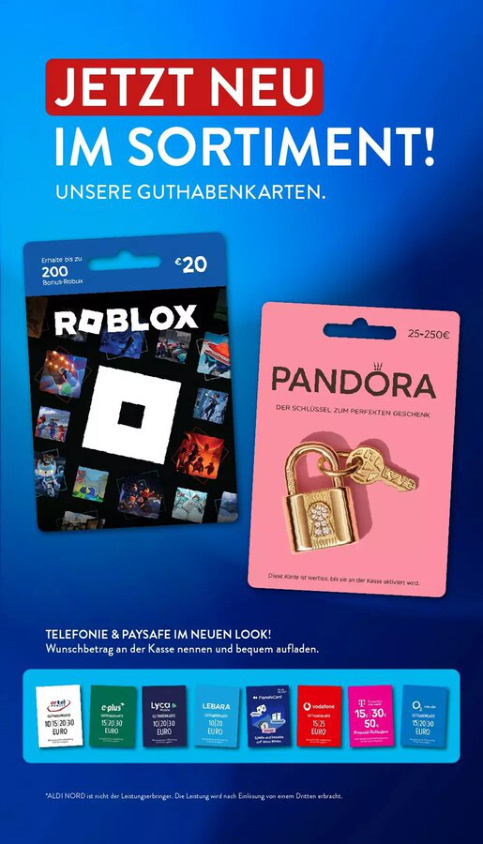 JETZT NEU
IM SORTIMENT!
UNSERE GUTHABENKARTEN.
Erhalte bis zu
200
Bonus-Robux
€20
ROBLOX
25-250€
PANDORA
DER SCHLÜSSEL ZUM PERFEKTEN GESCHENK
Diese Karte ist wertlos, bis sie an der Kasse aktiviert wird.
TELEFONIE & PAYSAFE IM NEUEN LOOK!
Wunschbetrag an der Kasse nennen und bequem aufladen.
ortel
10|15|20|30
EURO
e-plus
15|20|30
EURO
Lyca
10|20|30
EURO
LEBARA
10|20
EURO
vodafone
15|25
EURO
15, 30,
50,
O₂
15|20|30
EURO
*ALDI NORD ist nicht der Leistungserbringer. Die Leistung wird nach Einlösung von einem Dritten erbracht.